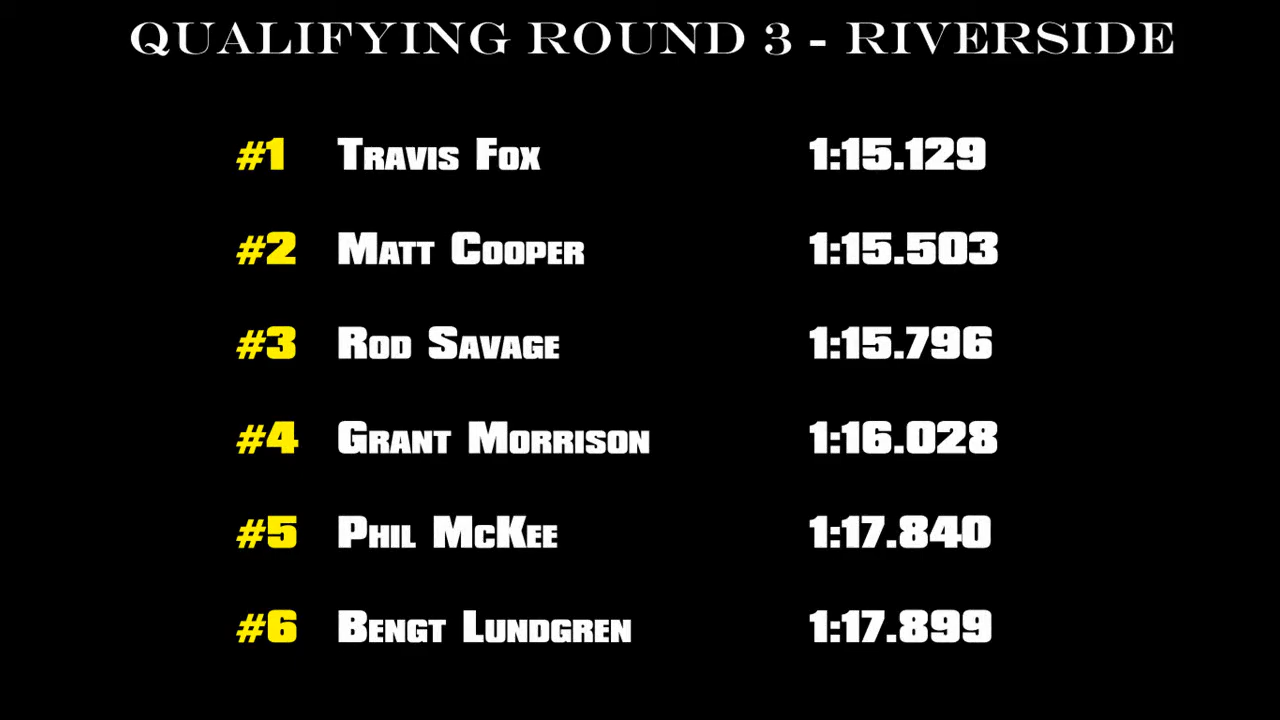 QUALIFYING ROUND 3 - RIVERSIDE
#1 TRAVIS FOX 1:15.129
#2 MATT COOPER 1:15.503
#3 ROD SAVAGE 1:15.796
#4 GRANT MORRISON 1:16.028
#5 PHIL MCKEE 1:17.840
#6 BENGT LUNDGREN 1:17.899